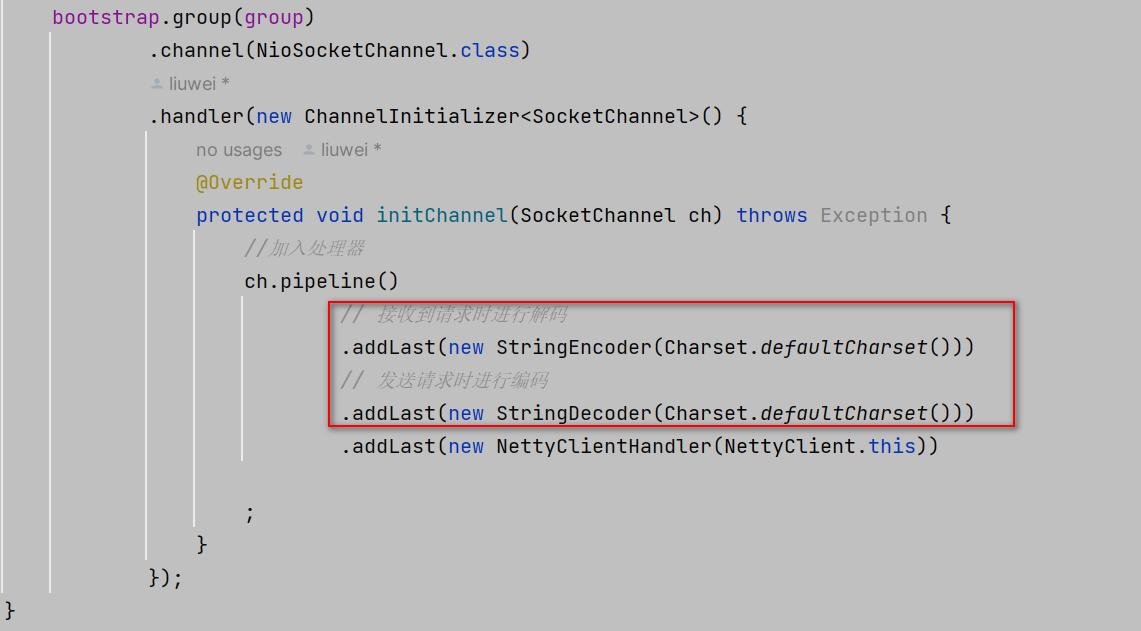 bootstrap.group(group)
.channel(NioSocketChannel.class)
liuwei *
.handler(new ChannelInitializer<SocketChannel>() {
no usages liuwei *
@Override
protected void initChannel(SocketChannel ch) throws Exception {
//加入处理器
ch.pipeline()
// 接收到请求时进行解码
.addLast(new StringEncoder(Charset.defaultCharset()))
// 发送请求时进行编码
.addLast(new StringDecoder(Charset.defaultCharset()))
.addLast(new NettyClientHandler(NettyClient.this))
;
}
});
}